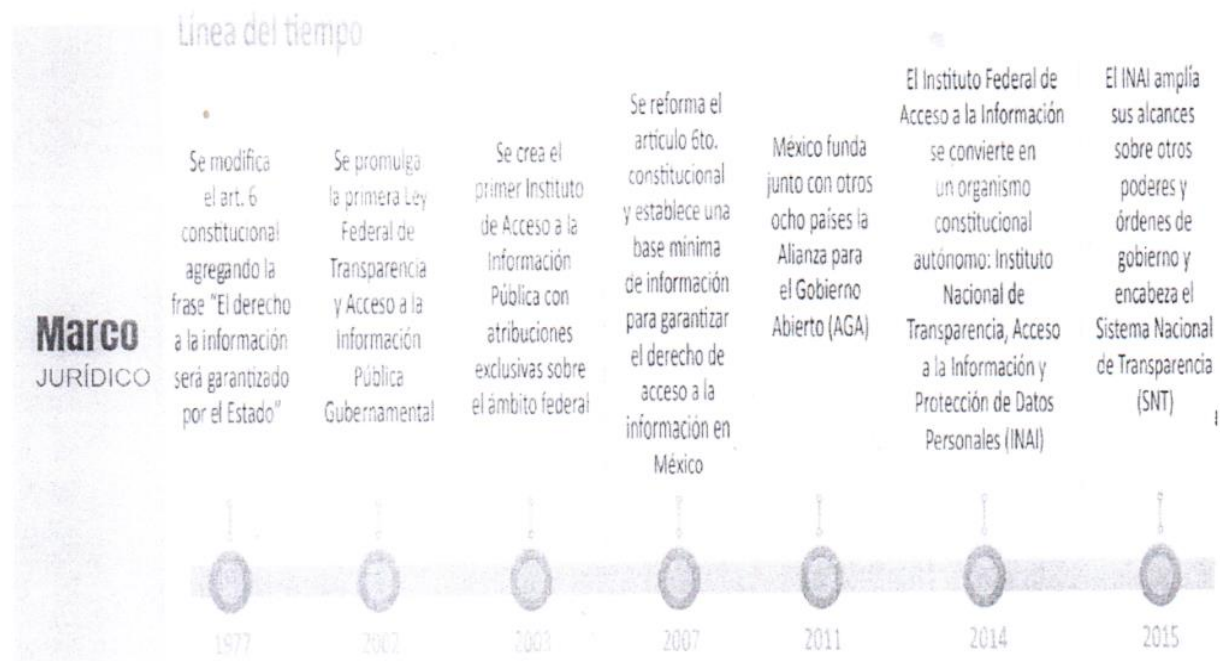 Línea del tiempo
Marco
JURÍDICO
Se modifica
el art. 6
constitucional
agregando la
frase "El derecho
a la información
será garantizado
por el Estado"
1977
Se promulga
la primera Ley
Federal de
Transparencia
y Acceso a la
Información
Pública
Gubernamental
2002
Se crea el
primer Instituto
de Acceso a la
Información
Pública con
atribuciones
exclusivas sobre
el ámbito federal
2003
Se reforma el
artículo 6to.
constitucional
y establece una
base mínima
de información
para garantizar
el derecho de
acceso a la
información en
México
2007
México funda
junto con otros
ocho países la
Alianza para
el Gobierno
Abierto (AGA)
2011
El Instituto Federal de
Acceso a la Información
se convierte en
un organismo
constitucional
autónomo: Instituto
Nacional de
Transparencia, Acceso
a la Información y
Protección de Datos
Personales (INAI)
2014
El INAI amplía
sus alcances
sobre otros
poderes y
órdenes de
gobierno y
encabeza el
Sistema Nacional
de Transparencia
(SNT)
2015